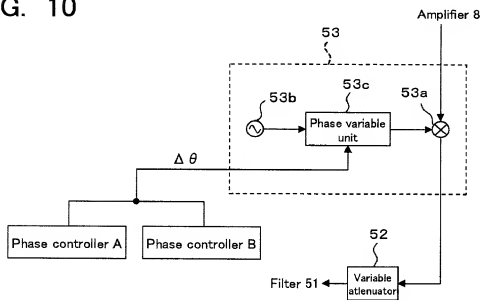 G. 10
Amplifier 8
53
53c
53b
53a
Phase variable
unit
Δ θ
Phase controller A
Phase controller B
52
Filter 51
Variable
attenuator